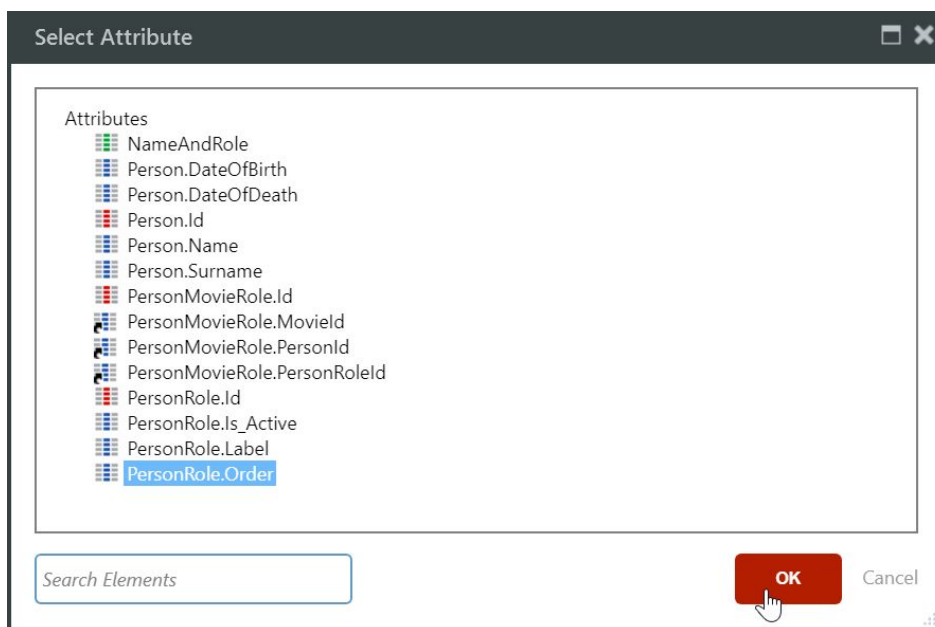 Select Attribute
Attributes
NameAndRole
Person.DateOfBirth
Person.DateOfDeath
Person.Id
Person.Name
Person.Surname
PersonMovieRole.Id
PersonMovieRole.MovieId
PersonMovieRole.PersonId
PersonMovieRole.PersonRoleId
PersonRole.Id
PersonRole.Is_Active
PersonRole.Label
PersonRole.Order
Search Elements
OK
Cancel